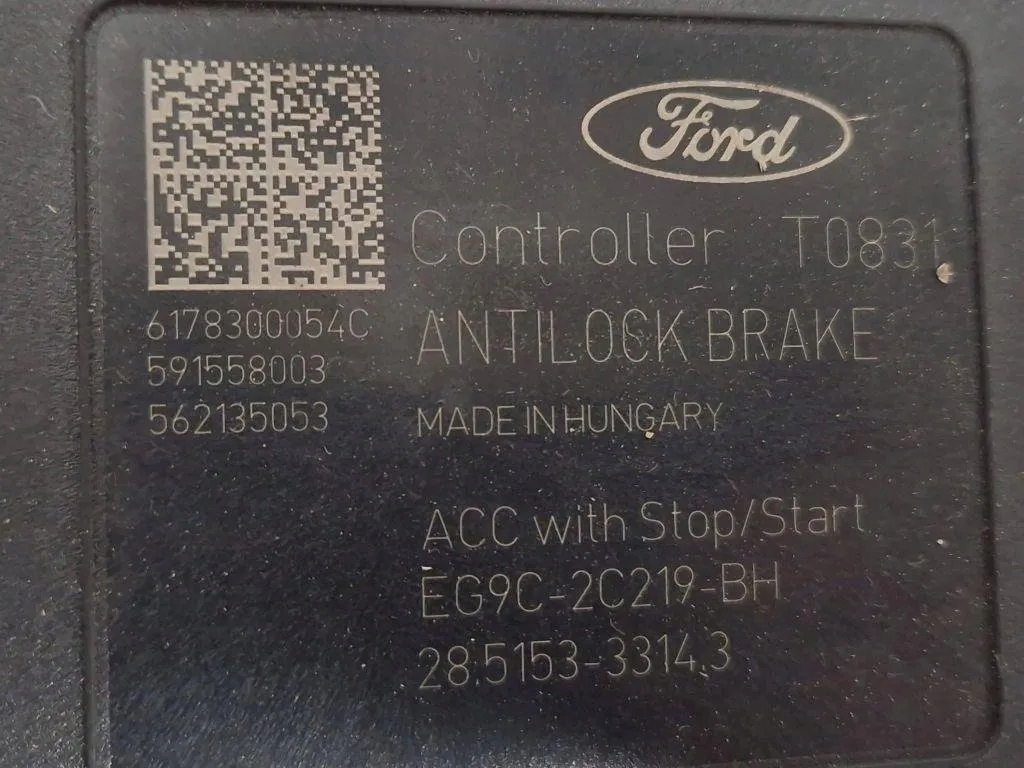 Ford
Controller T0831
6178300054C
591558003
562135053
ANTILOCK BRAKE
MADE IN HUNGARY
ACC with Stop/Start
EG9C-2C219-BH
28.5153-3314.3